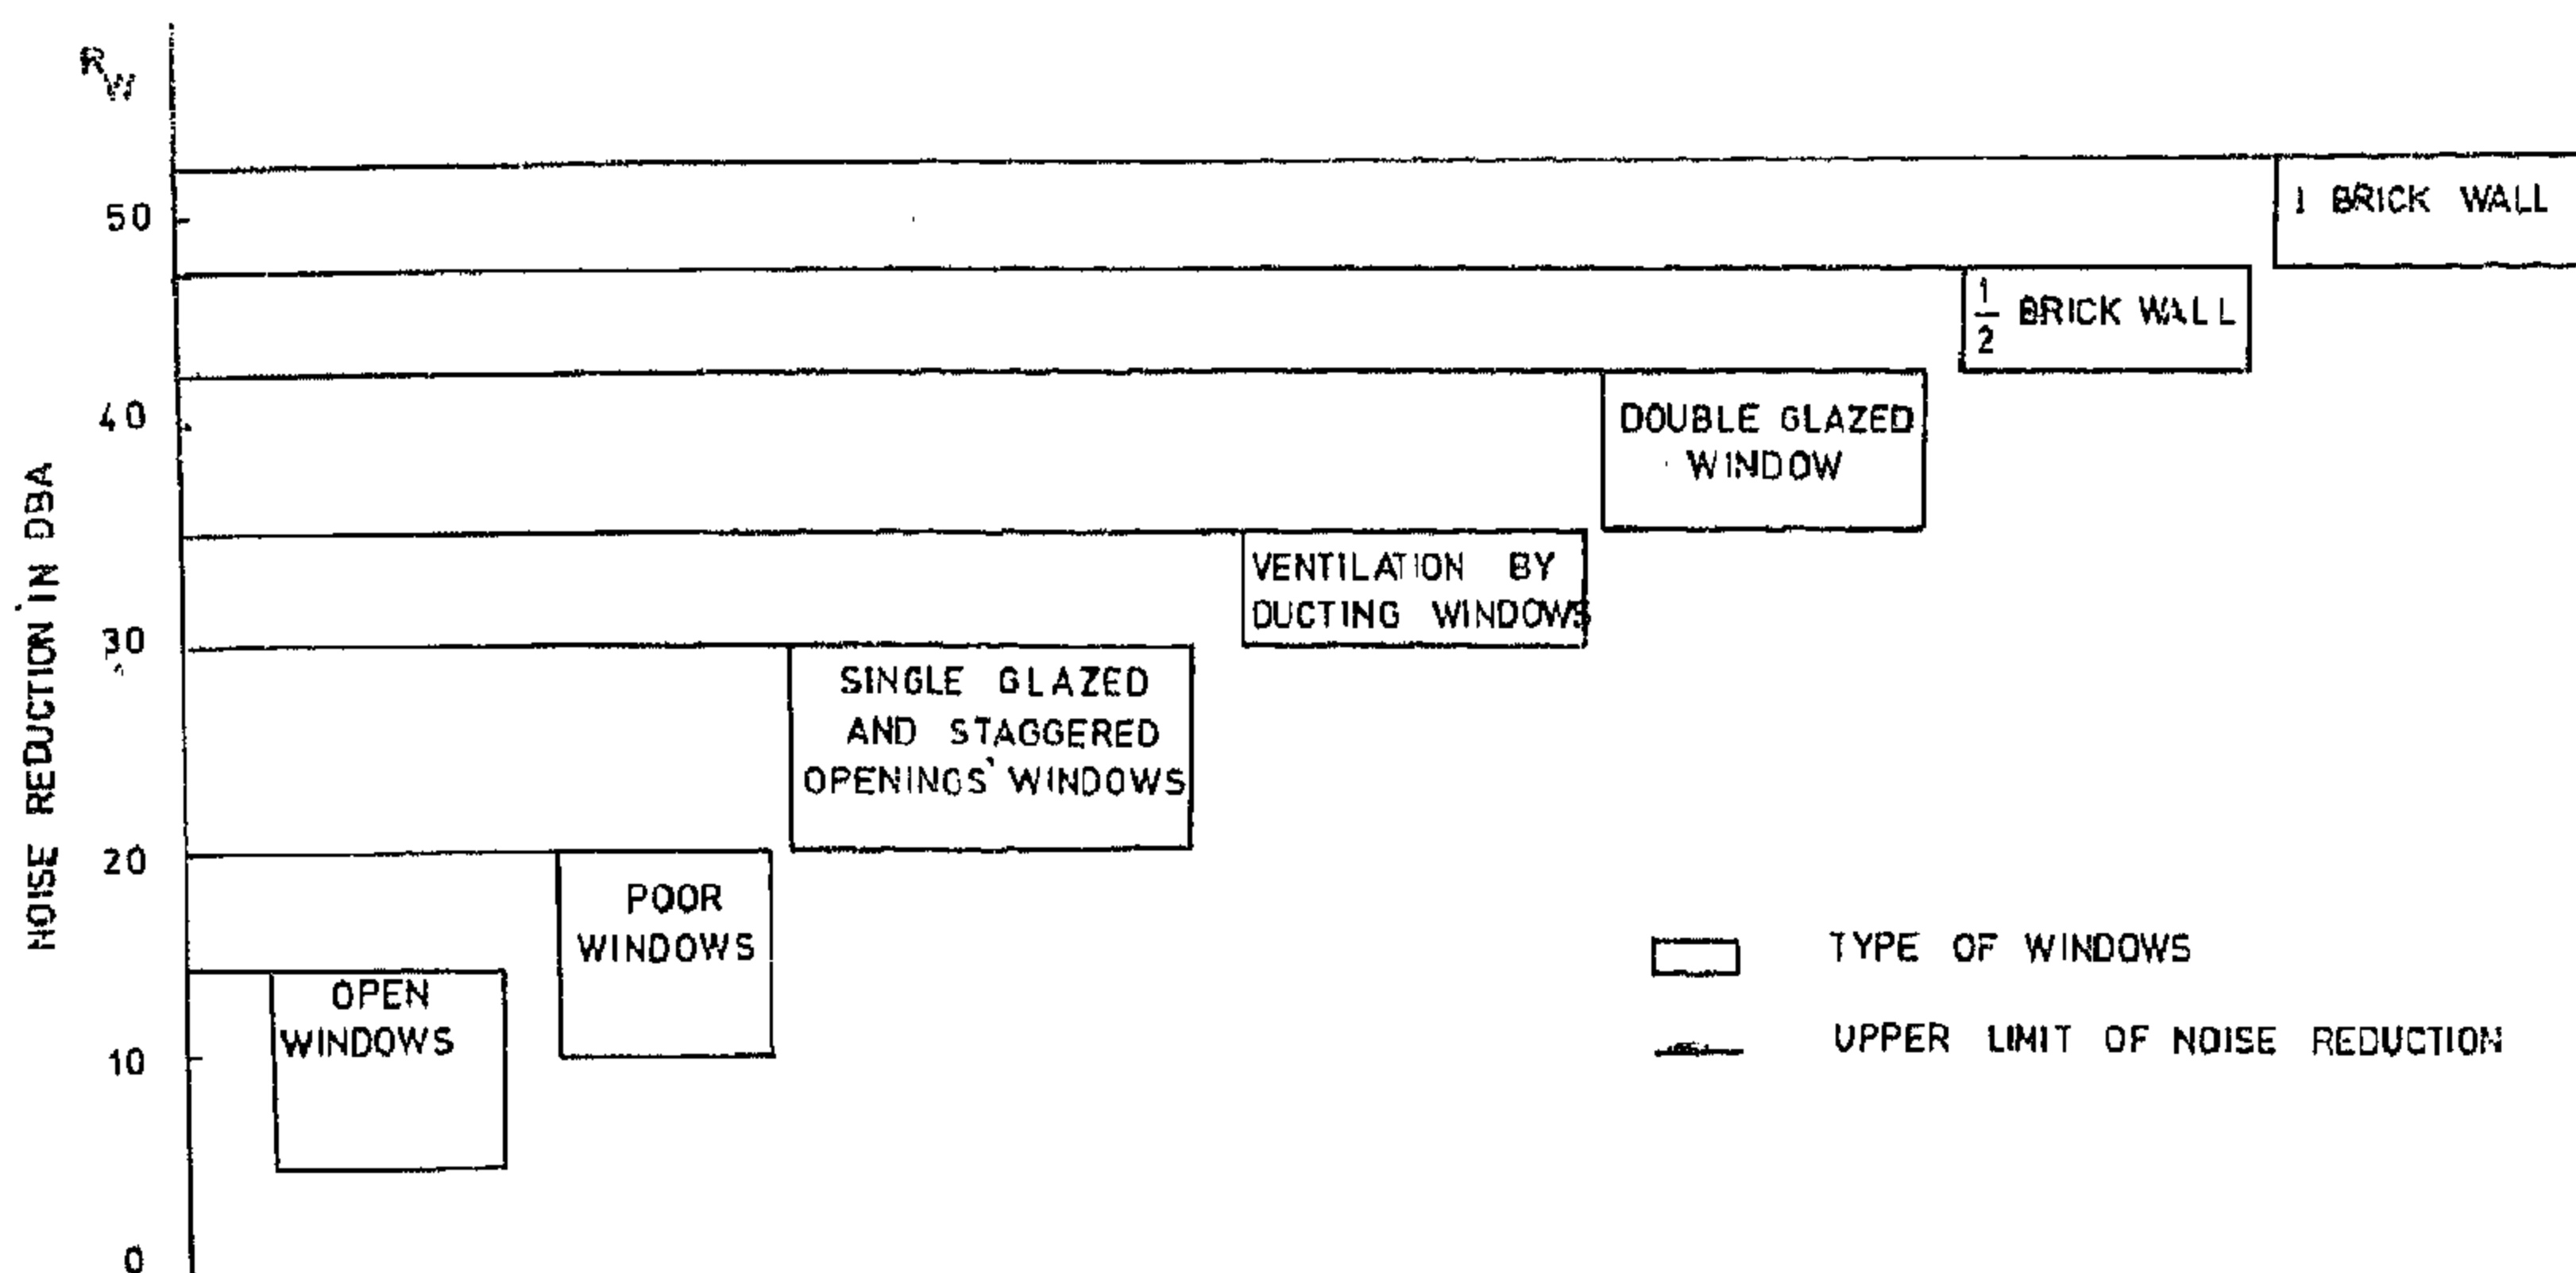 R
W
50
1 BRICK WALL
1/2 BRICK WALL
40
DOUBLE GLAZED
WINDOW
NOISE REDUCTION IN DBA
VENTILATION BY
DUCTING WINDOWS
30
SINGLE GLAZED
AND STAGGERED
OPENINGS' WINDOWS
20
POOR
WINDOWS
TYPE OF WINDOWS
OPEN
WINDOWS
10
UPPER LIMIT OF NOISE REDUCTION
0